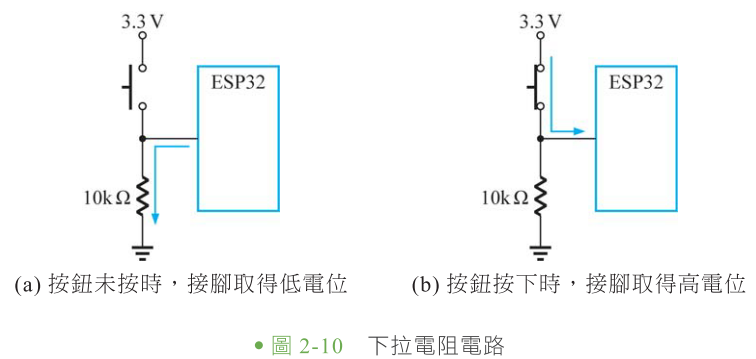 3.3 V
ESP32
10k Ω
(a) 按鈕未按時，接腳取得低電位
3.3 V
ESP32
10k Ω
(b) 按鈕按下時，接腳取得高電位
• 圖 2-10 下拉電阻電路